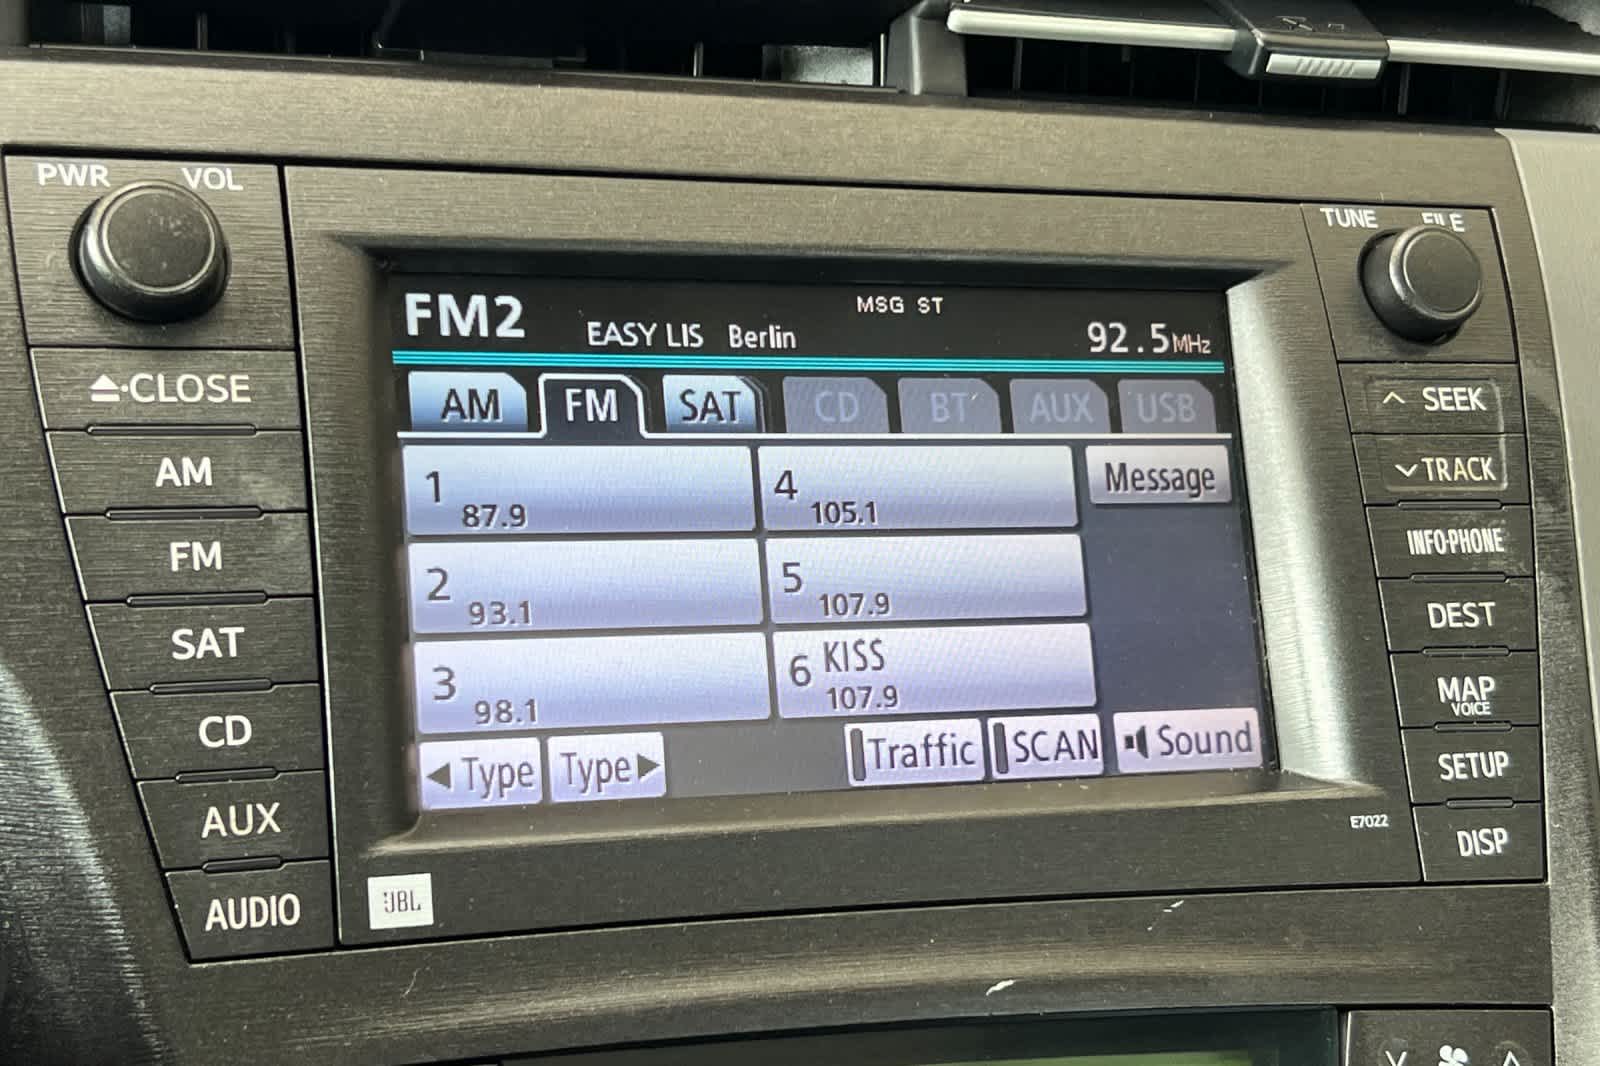 PWR VOL
TUNE FILE
MSG ST
FM2 EASY LIS Berlin 92.5MHz
AM FM SAT CD BT AUX USB
1 87.9
4 105.1
Message
2 93.1
5 107.9
3 98.1
6 KISS
107.9
◀Type Type▶ Traffic SCAN Sound
⏏·CLOSE
AM
FM
SAT
CD
AUX
AUDIO
SEEK
TRACK
INFO·PHONE
DEST
MAP
VOICE
SETUP
DISP
E7022
JBL